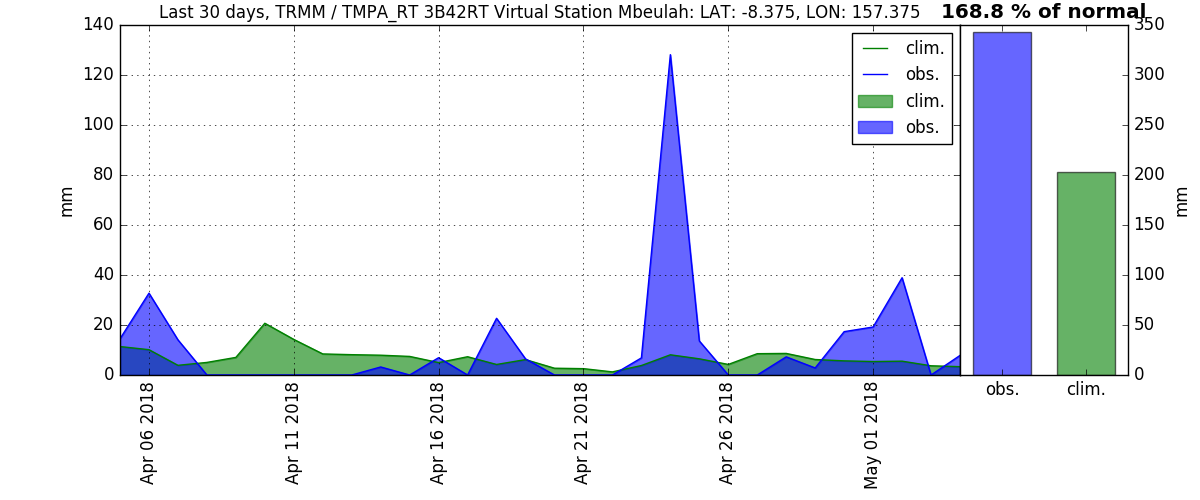 Last 30 days, TRMM / TMPA_RT 3B42RT Virtual Station Mbeulah: LAT: -8.375, LON: 157.375
168.8 % of normal
140
120
100
80
60
40
20
0
mm
clim.
obs.
clim.
obs.
Apr 06 2018
Apr 11 2018
Apr 16 2018
Apr 21 2018
Apr 26 2018
May 01 2018
350
300
250
200
150
100
50
0
mm
obs.
clim.